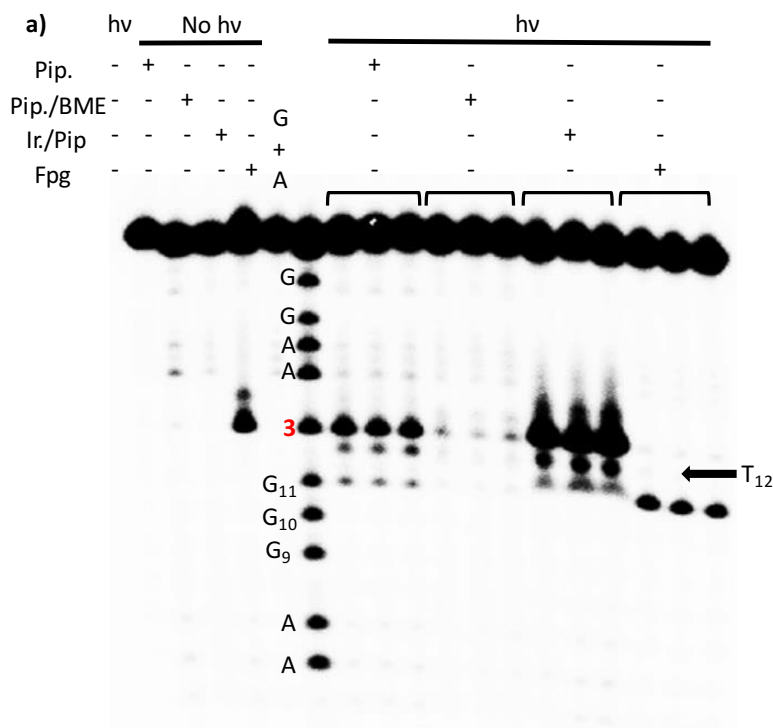 a) hν No hν hν
Pip. - + - - - + - - -
Pip./BME - - + - - - + - -
Ir./Pip - - - + - - - + -
Fpg - - - - + - - - +
G
+
A
G
G
A
A
3
G₁₁
T₁₂
G₁₀
G₉
A
A